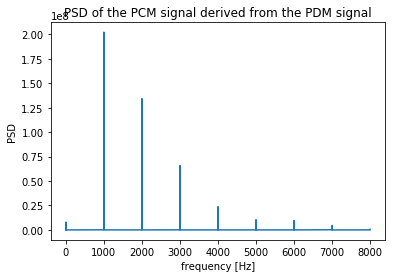 PSD of the PCM signal derived from the PDM signal
1e8
2.00
1.75
1.50
1.25
1.00
0.75
0.50
0.25
0.00
PSD
0 1000 2000 3000 4000 5000 6000 7000 8000
frequency [Hz]